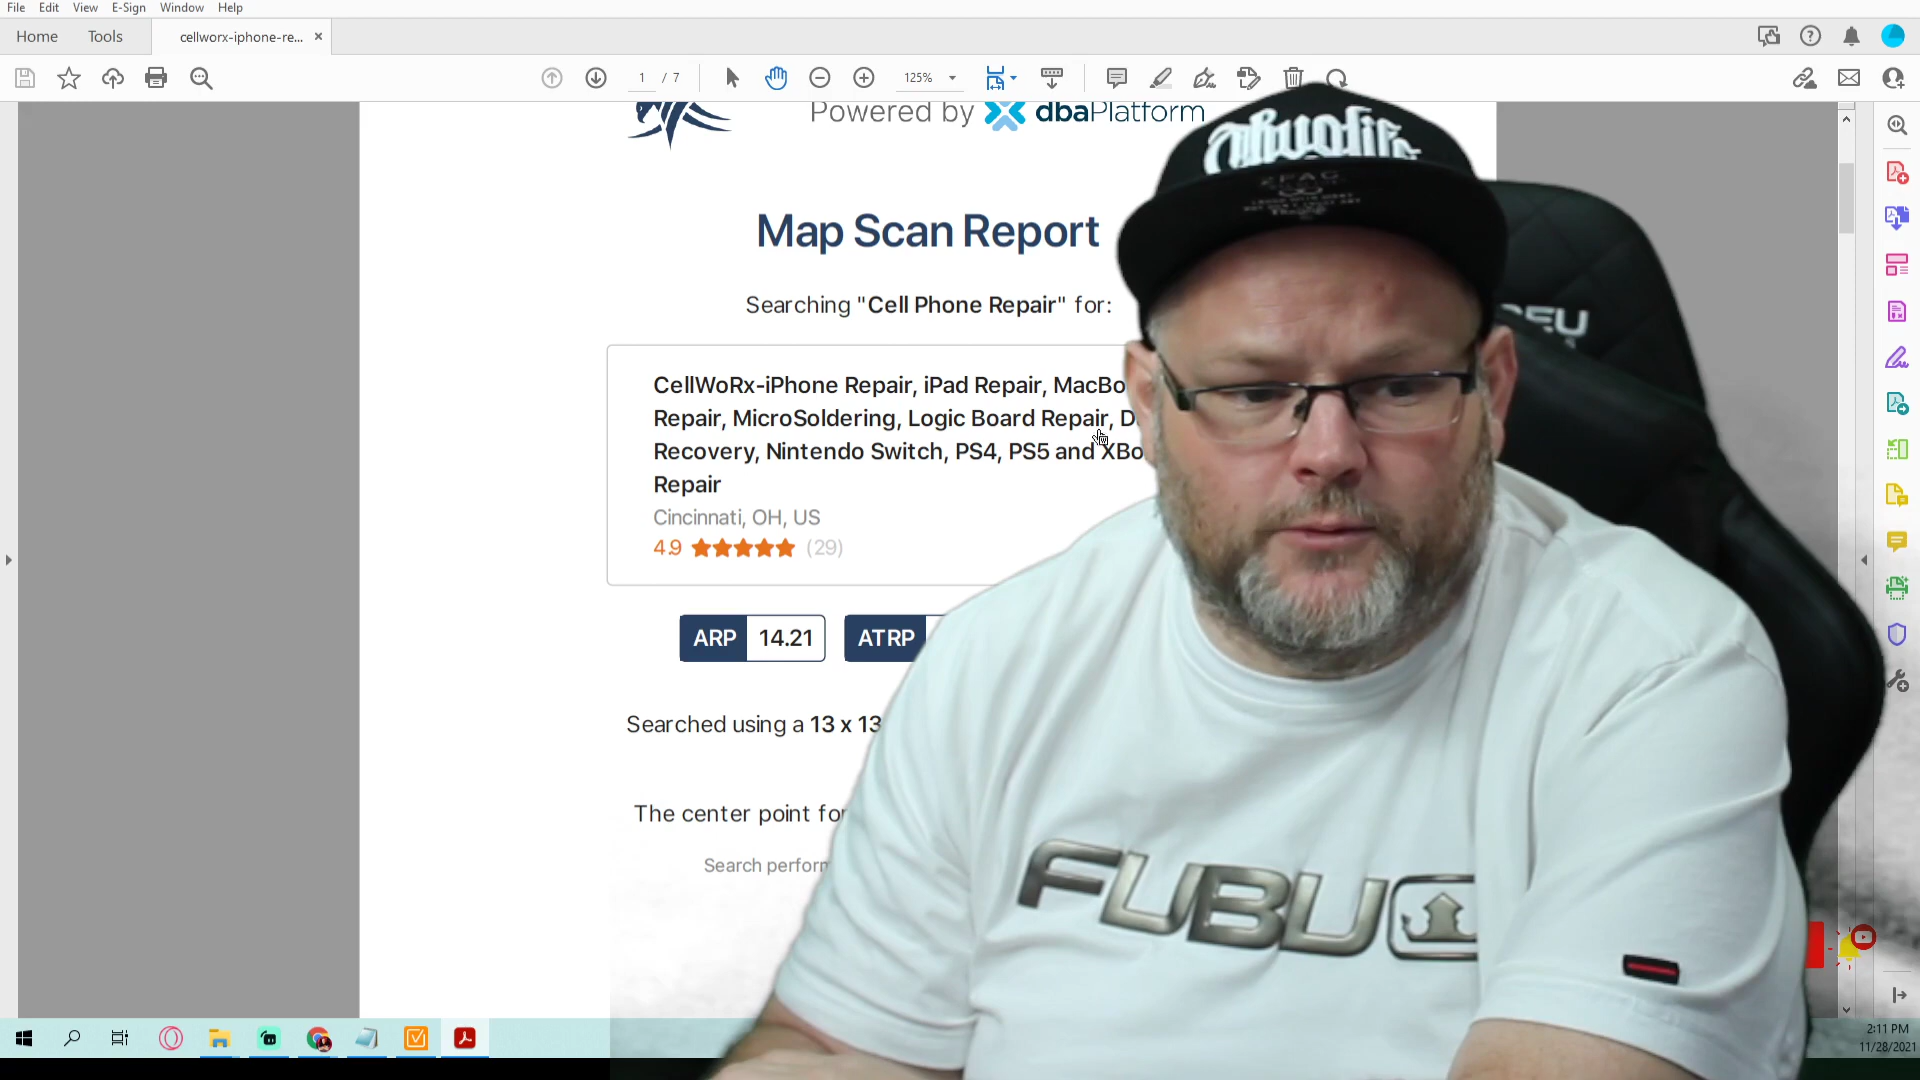 File Edit View E-Sign Window Help
Home Tools cellworx-iphone-re...
1 / 7 125%
Powered by dbaPlatform
Map Scan Report
Searching "Cell Phone Repair" for:
CellWoRx-iPhone Repair, iPad Repair, MacBo
Repair, MicroSoldering, Logic Board Repair, D
Recovery, Nintendo Switch, PS4, PS5 and XBo
Repair
Cincinnati, OH, US
4.9 (29)
ARP 14.21 ATRP
Searched using a 13 x 13
The center point for
Search perform
2PAC
FUBU
2:11 PM
11/28/2021